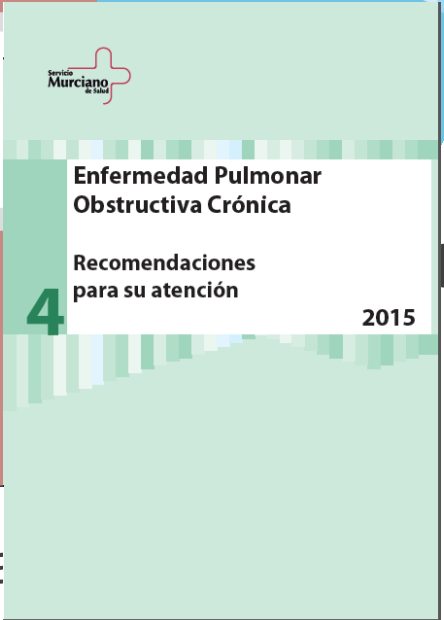 Servicio
Murciano
de Salud
Enfermedad Pulmonar
Obstructiva Crónica
Recomendaciones
para su atención
4
2015